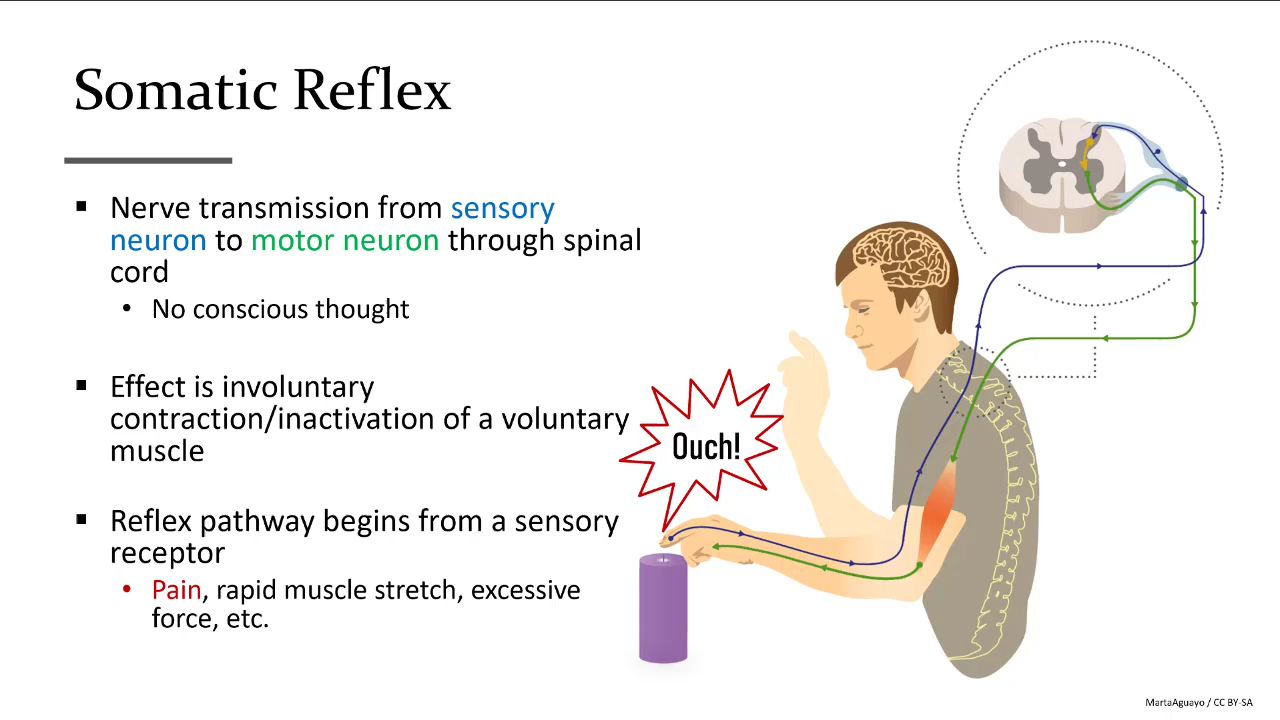 Somatic Reflex
▪ Nerve transmission from sensory
neuron to motor neuron through spinal
cord
• No conscious thought
▪ Effect is involuntary
contraction/inactivation of a voluntary
muscle
▪ Reflex pathway begins from a sensory
receptor
• Pain, rapid muscle stretch, excessive
force, etc.
Ouch!
MartaAguayo / CC BY-SA